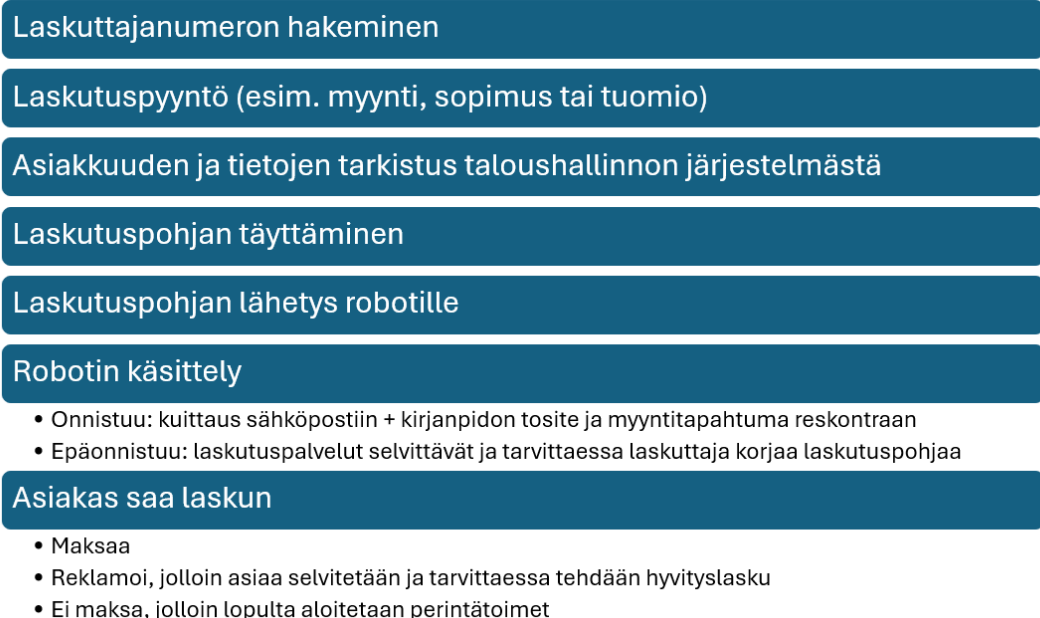 Laskuttajanumeron hakeminen
Laskutuspyyntö (esim. myynti, sopimus tai tuomio)
Asiakkuuden ja tietojen tarkistus taloushallinnon järjestelmästä
Laskutuspohjan täyttäminen
Laskutuspohjan lähetys robotille
Robotin käsittely
• Onnistuu: kuittaus sähköpostiin + kirjanpidon tosite ja myyntitapahtuma reskontraan
• Epäonnistuu: laskutuspalvelut selvittävät ja tarvittaessa laskuttaja korjaa laskutuspohjaa
Asiakas saa laskun
• Maksaa
• Reklamoi, jolloin asiaa selvitetään ja tarvittaessa tehdään hyvityslasku
• Ei maksa, jolloin lopulta aloitetaan perintätoimet